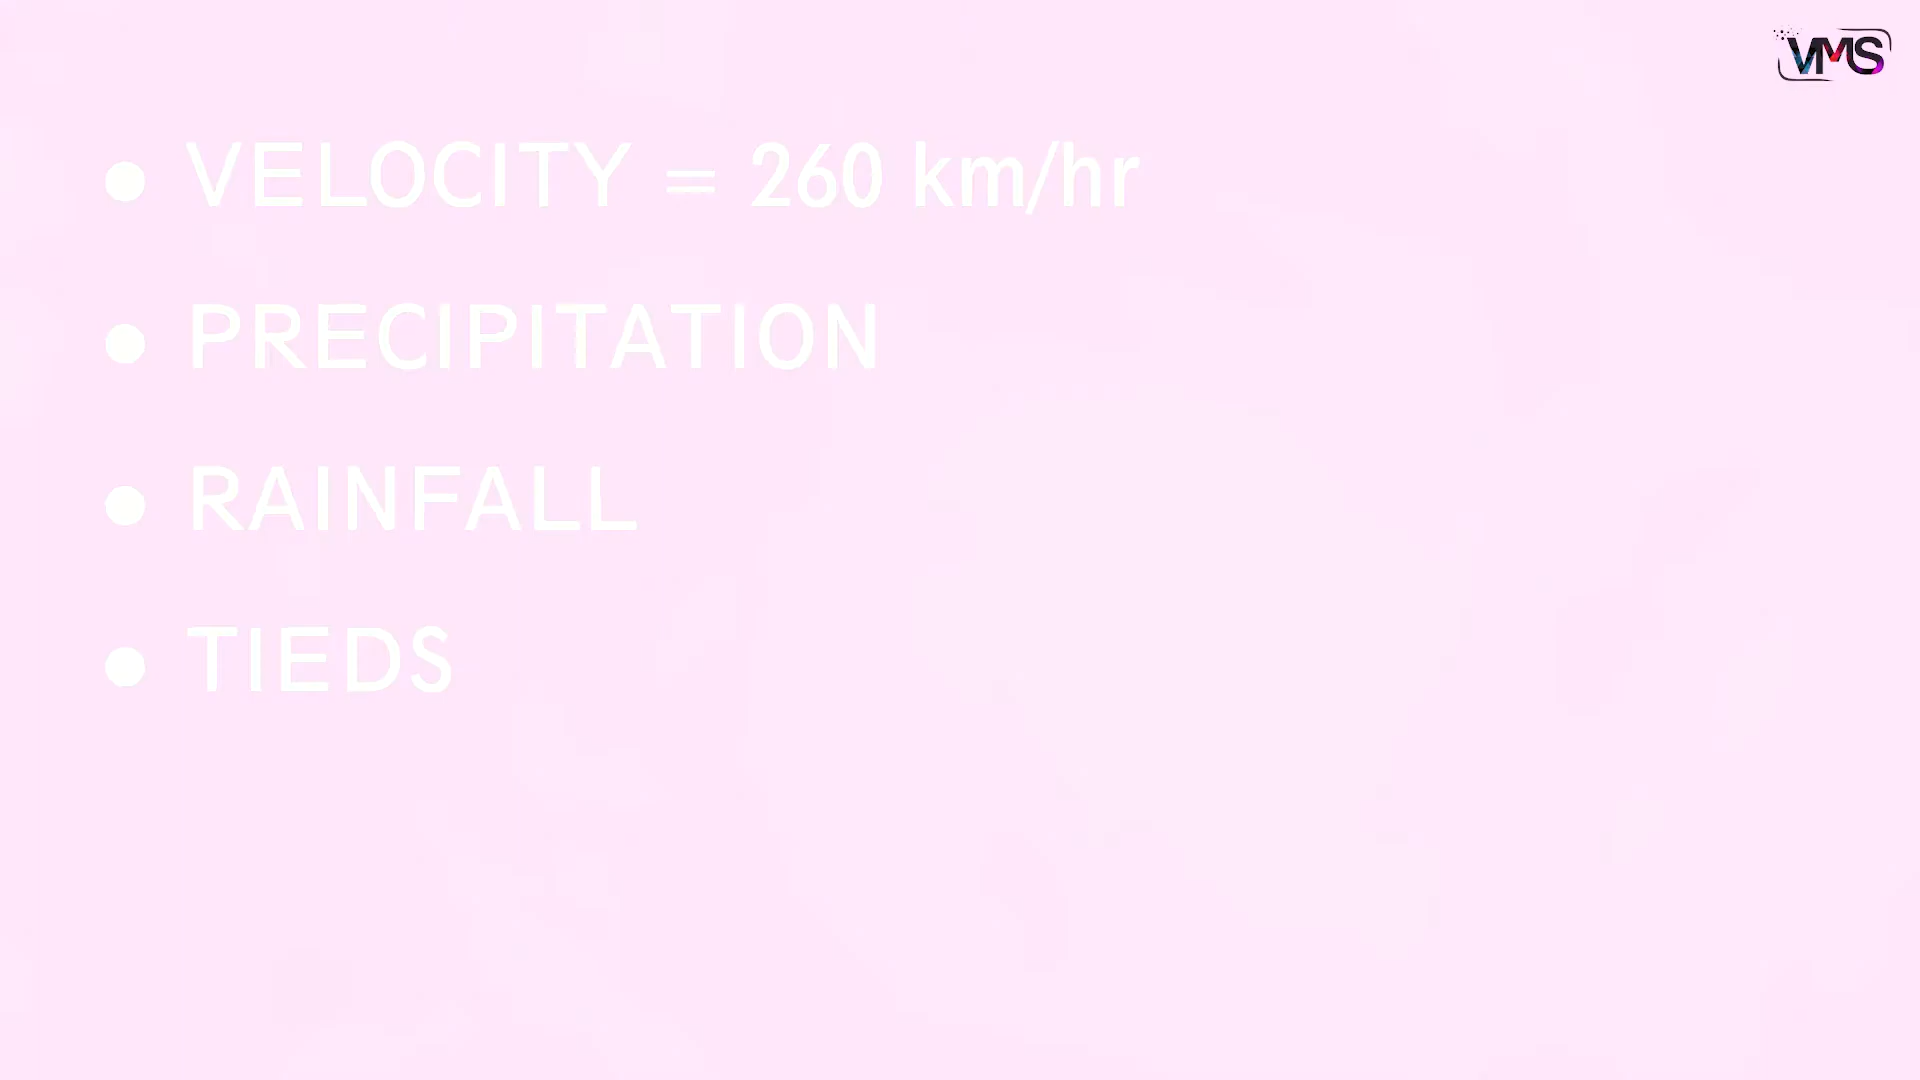 VMS
• VELOCITY = 260 km/hr
• PRECIPITATION
• RAINFALL
• TIEDS